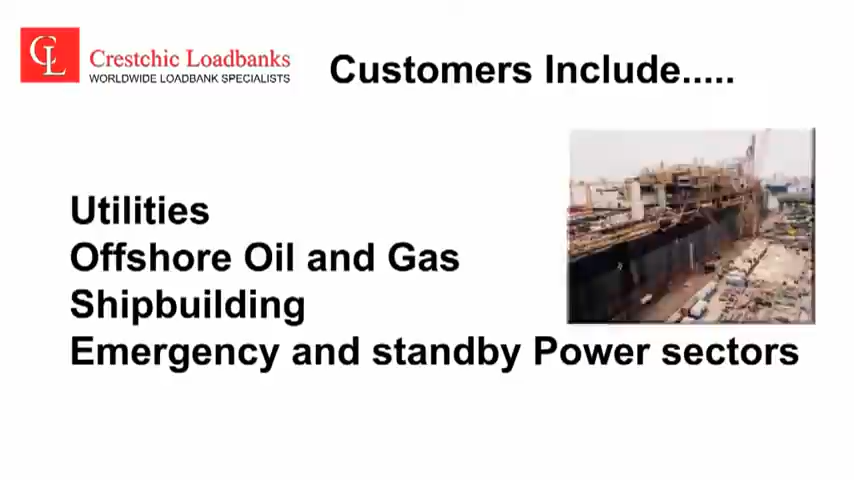 CL
Crestchic Loadbanks
WORLDWIDE LOADBANK SPECIALISTS
Customers Include.....
Utilities
Offshore Oil and Gas
Shipbuilding
Emergency and standby Power sectors